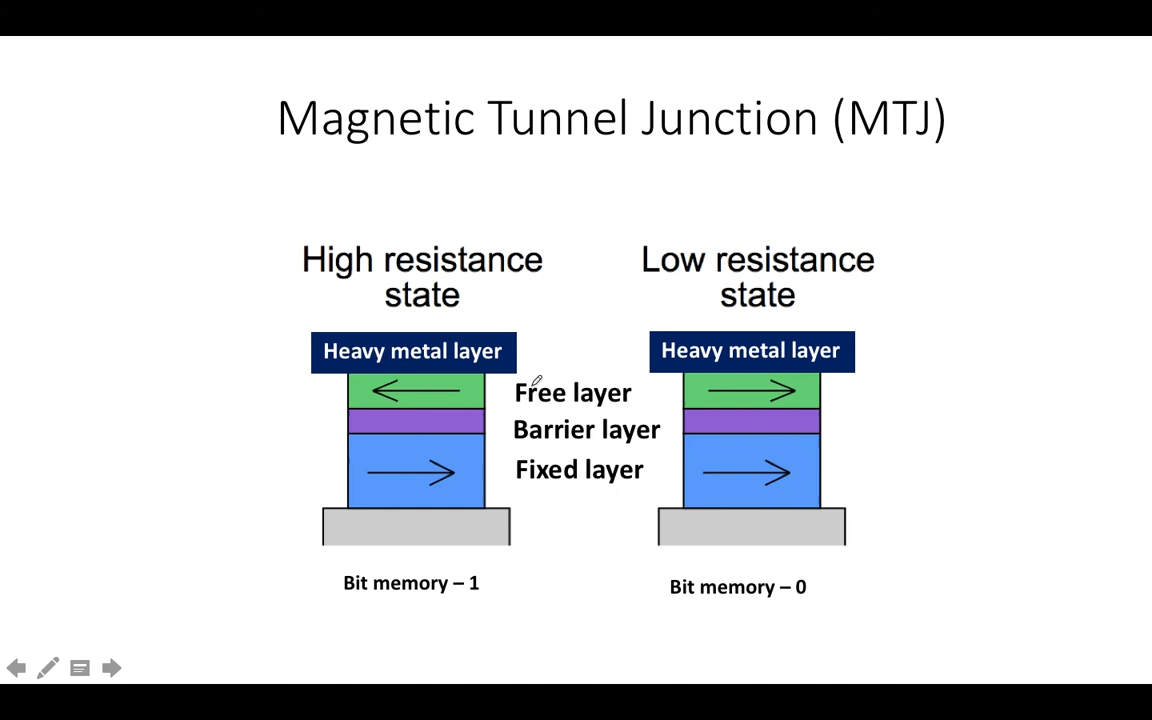 Magnetic Tunnel Junction (MTJ)
High resistance
state
Low resistance
state
Heavy metal layer
Heavy metal layer
Free layer
Barrier layer
Fixed layer
Bit memory – 1
Bit memory – 0